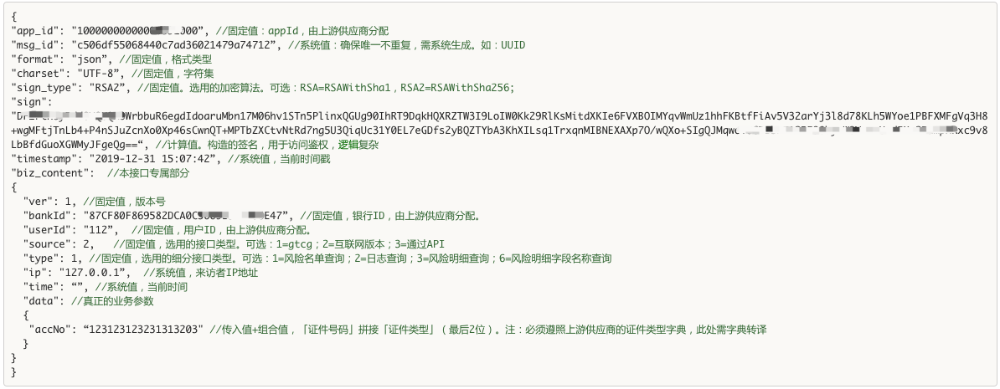 {
"app_id": "100000000000 000”, //固定值：appId，由上游供应商分配
"msg_id": "c506df55068440c7ad36021479a74712”, //系统值：确保唯一不重复，需系统生成。如：UUID
"format": "json”, //固定值，格式类型
"charset": "UTF-8”, //固定值，字符集
"sign_type": "RSA2”, //固定值。选用的加密算法。可选：RSA=RSAWithSha1，RSA2=RSAWithSha256;
"sign":
WrbbuR6egdIdoaruMbn17M06hv1STn5PlinxQGUg90IhRT9DqkHQXRZTW3I9LoIW0Kk29RlKsMitdXKIe6FVXBOIMYqvWmUz1hhFKBtfFiAv5V32arYj3l8d78KLh5WYoe1PBFXMFgVq3H8
+wgMFtjTnLb4+P4nSJuZcnXo0Xp46sCwnQT+MPTbZXCtvNtRd7ng5U3QiqUc31Y0EL7eGDfs2yBQZTYbA3KhXILsq1TrxqnMIBNEXAXp7O/wQXo+SIgQJMqw xc9v8
LbBfdGuoXGWMyJFgeQg==“, //计算值。构造的签名，用于访问鉴权，逻辑复杂
"timestamp": "2019-12-31 15:07:42”, //系统值，当前时间戳
"biz_content": //本接口专属部分
{
"ver": 1, //固定值，版本号
"bankId": "87CF80F869582DCA0C E47”, //固定值，银行ID，由上游供应商分配。
"userId": "112”, //固定值，用户ID，由上游供应商分配。
"source": 2, //固定值，选用的接口类型。可选：1=gtcg；2=互联网版本；3=通过API
"type": 1, //固定值，选用的细分接口类型。可选：1=风险名单查询；2=日志查询；3=风险明细查询；6=风险明细字段名称查询
"ip": "127.0.0.1”, //系统值，来访者IP地址
"time": “”, //系统值，当前时间
"data": //真正的业务参数
{
"accNo": “123123123231313203" //传入值+组合值，「证件号码」拼接「证件类型」（最后2位）。注：必须遵照上游供应商的证件类型字典，此处需字典转译
}
}
}